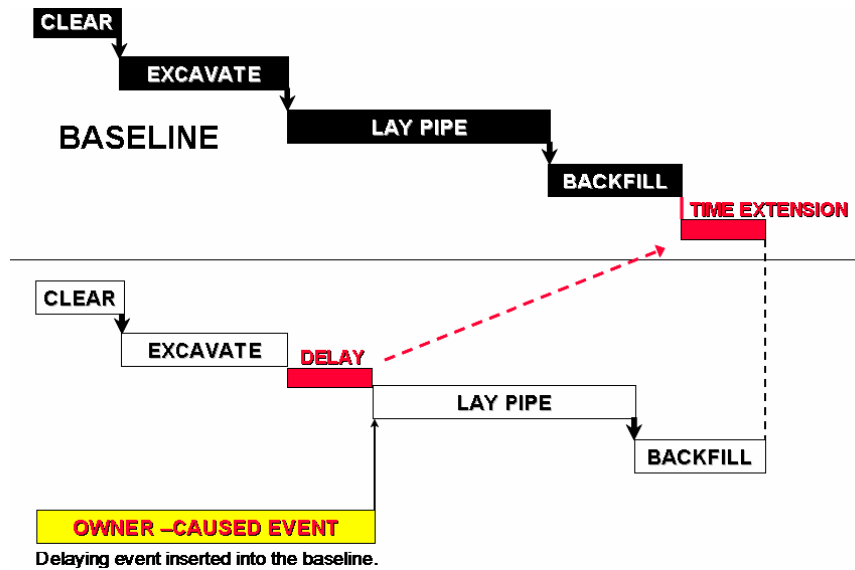 CLEAR
EXCAVATE
LAY PIPE
BASELINE
BACKFILL
TIME EXTENSION
CLEAR
EXCAVATE
DELAY
LAY PIPE
BACKFILL
OWNER –CAUSED EVENT
Delaying event inserted into the baseline.